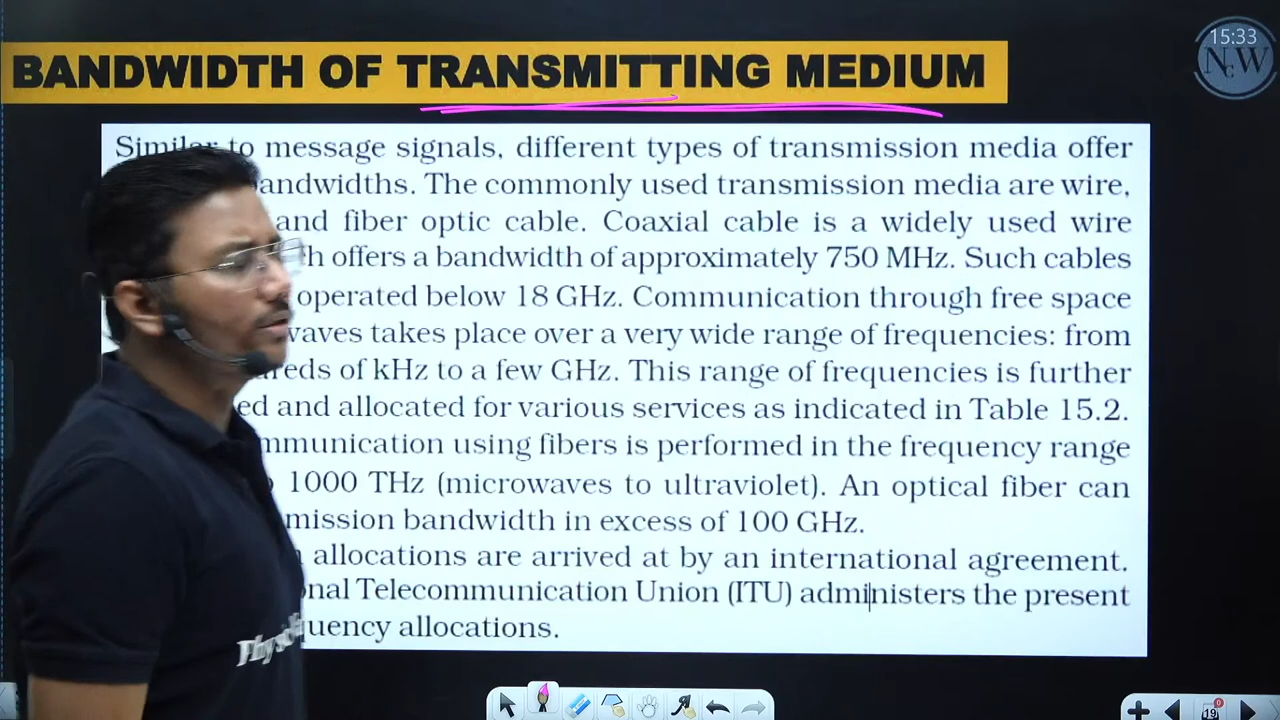 BANDWIDTH OF TRANSMITTING MEDIUM
15:33
NCW
Similar to message signals, different types of transmission media offer
andwidths. The commonly used transmission media are wire,
and fiber optic cable. Coaxial cable is a widely used wire
h offers a bandwidth of approximately 750 MHz. Such cables
operated below 18 GHz. Communication through free space
waves takes place over a very wide range of frequencies: from
reds of kHz to a few GHz. This range of frequencies is further
ed and allocated for various services as indicated in Table 15.2.
mmunication using fibers is performed in the frequency range
1000 THz (microwaves to ultraviolet). An optical fiber can
mission bandwidth in excess of 100 GHz.
allocations are arrived at by an international agreement.
onal Telecommunication Union (ITU) administers the present
quency allocations.
19